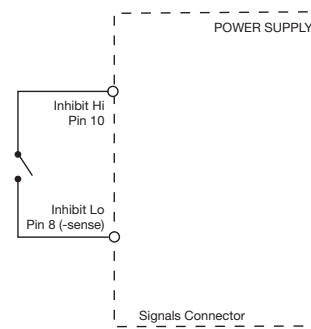 POWER SUPPLY
Inhibit Hi
Pin 10
Inhibit Lo
Pin 8 (-sense)
Signals Connector